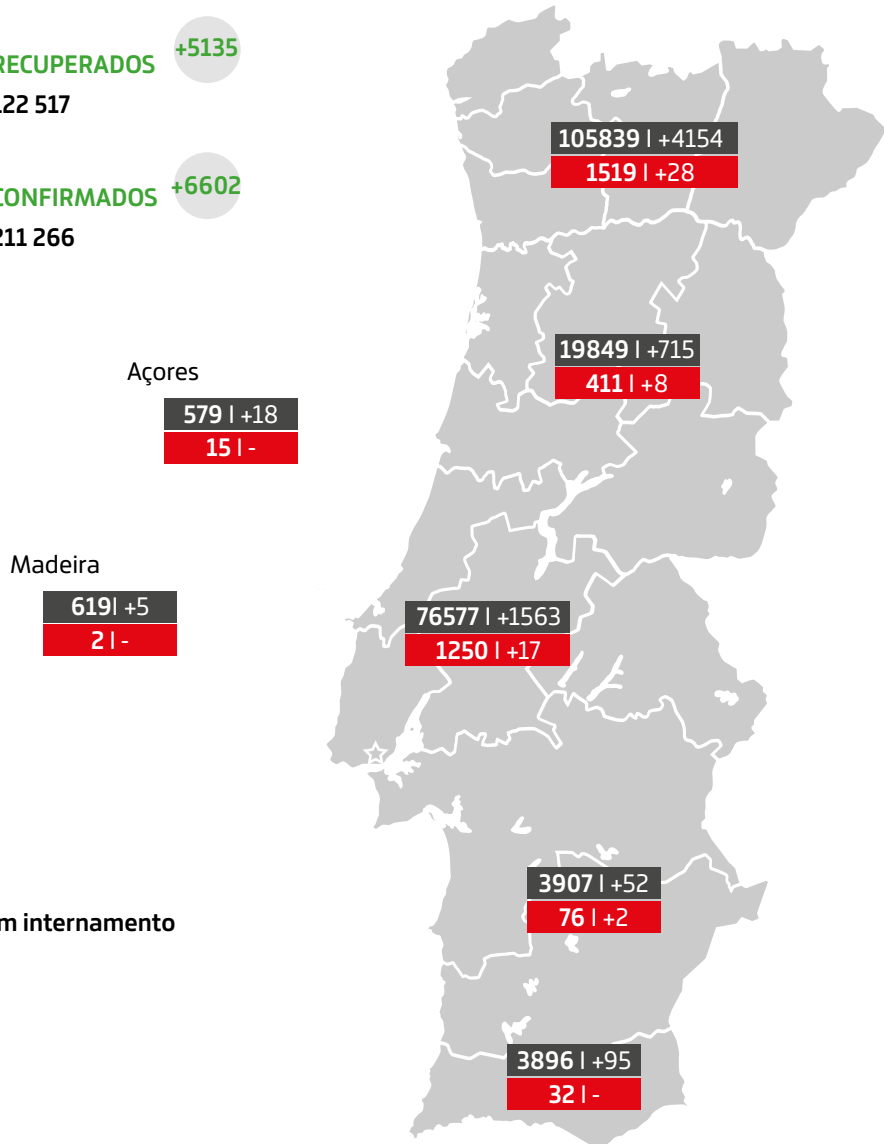 +5135
RECUPERADOS
122 517
+6602
CONFIRMADOS
211 266
105839 | +4154
1519 | +28
19849 | +715
411 | +8
Açores
579 | +18
15 | -
Madeira
619| +5
2 | -
76577 | +1563
1250 | +17
3907 | +52
76 | +2
m internamento
3896 | +95
32 | -